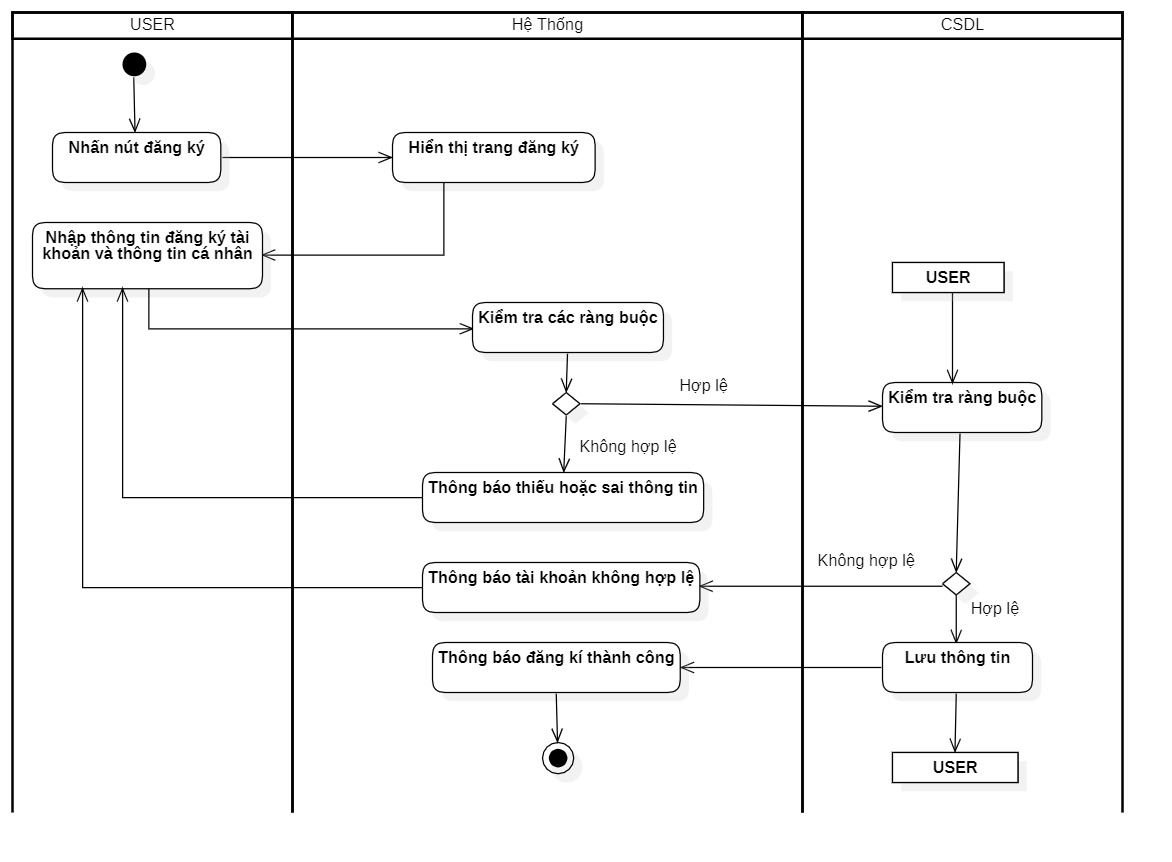 USER
Hệ Thống
CSDL
Nhấn nút đăng ký
Hiển thị trang đăng ký
Nhập thông tin đăng ký tài
khoản và thông tin cá nhân
USER
Kiểm tra các ràng buộc
Hợp lệ
Kiểm tra ràng buộc
Không hợp lệ
Thông báo thiếu hoặc sai thông tin
Không hợp lệ
Thông báo tài khoản không hợp lệ
Hợp lệ
Thông báo đăng kí thành công
Lưu thông tin
USER